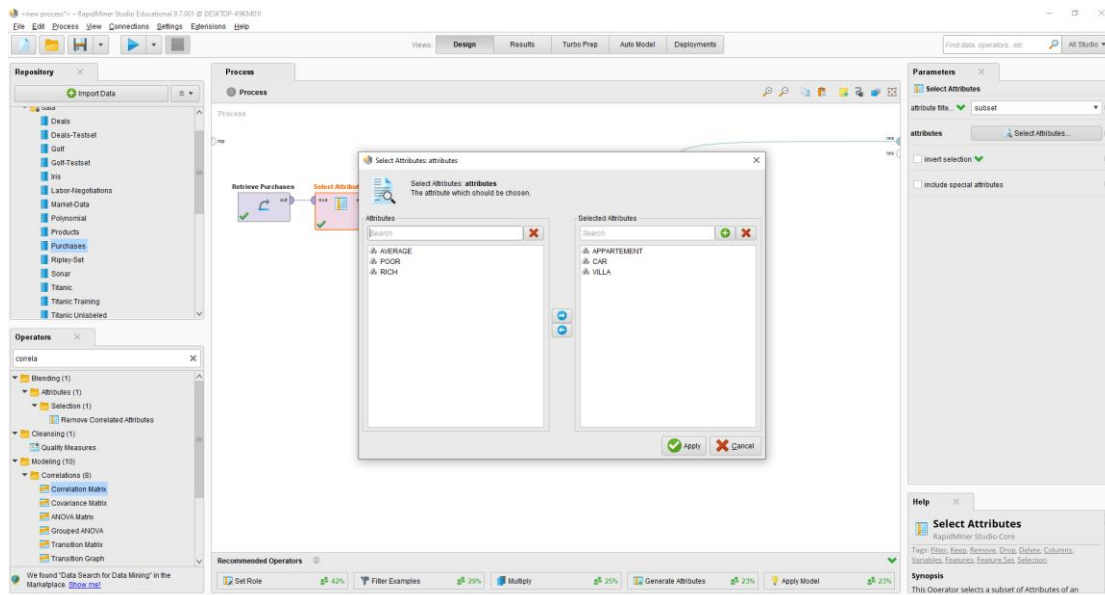 <new process*> – RapidMiner Studio Educational 9.7.001 @ DESKTOP-K9KM01I
File Edit Process View Connections Settings Extensions Help
Views: Design Results Turbo Prep Auto Model Deployments
Find data, operators...etc
All Studio
Repository
Import Data
data
Deals
Deals-Testset
Golf
Golf-Testset
Iris
Labor-Negotiations
Market-Data
Polynomial
Products
Purchases
Ripley-Set
Sonar
Titanic
Titanic Training
Titanic Unlabeled
Operators
correla
Blending (1)
Attributes (1)
Selection (1)
Remove Correlated Attributes
Cleansing (1)
Quality Measures
Modeling (10)
Correlations (8)
Correlation Matrix
Covariance Matrix
ANOVA Matrix
Grouped ANOVA
Transition Matrix
Transition Graph
We found "Data Search for Data Mining" in the
Marketplace. Show me!
Process
Process
Process
inp
res
res
Retrieve Purchases
out
Select Attribut
exa
Select Attributes: attributes
Select Attributes: attributes
The attribute which should be chosen.
Attributes
Search
AVERAGE
POOR
RICH
Selected Attributes
Search
APPARTEMENT
CAR
VILLA
Apply
Cancel
Recommended Operators
Set Role 42%
Filter Examples 29%
Multiply 25%
Generate Attributes 23%
Apply Model 23%
Parameters
Select Attributes
attribute filte... subset
attributes Select Attributes...
invert selection
include special attributes
Help
Select Attributes
RapidMiner Studio Core
Tags: Filter, Keep, Remove, Drop, Delete, Columns,
Variables, Features, Feature Set, Selection
Synopsis
This Operator selects a subset of Attributes of an